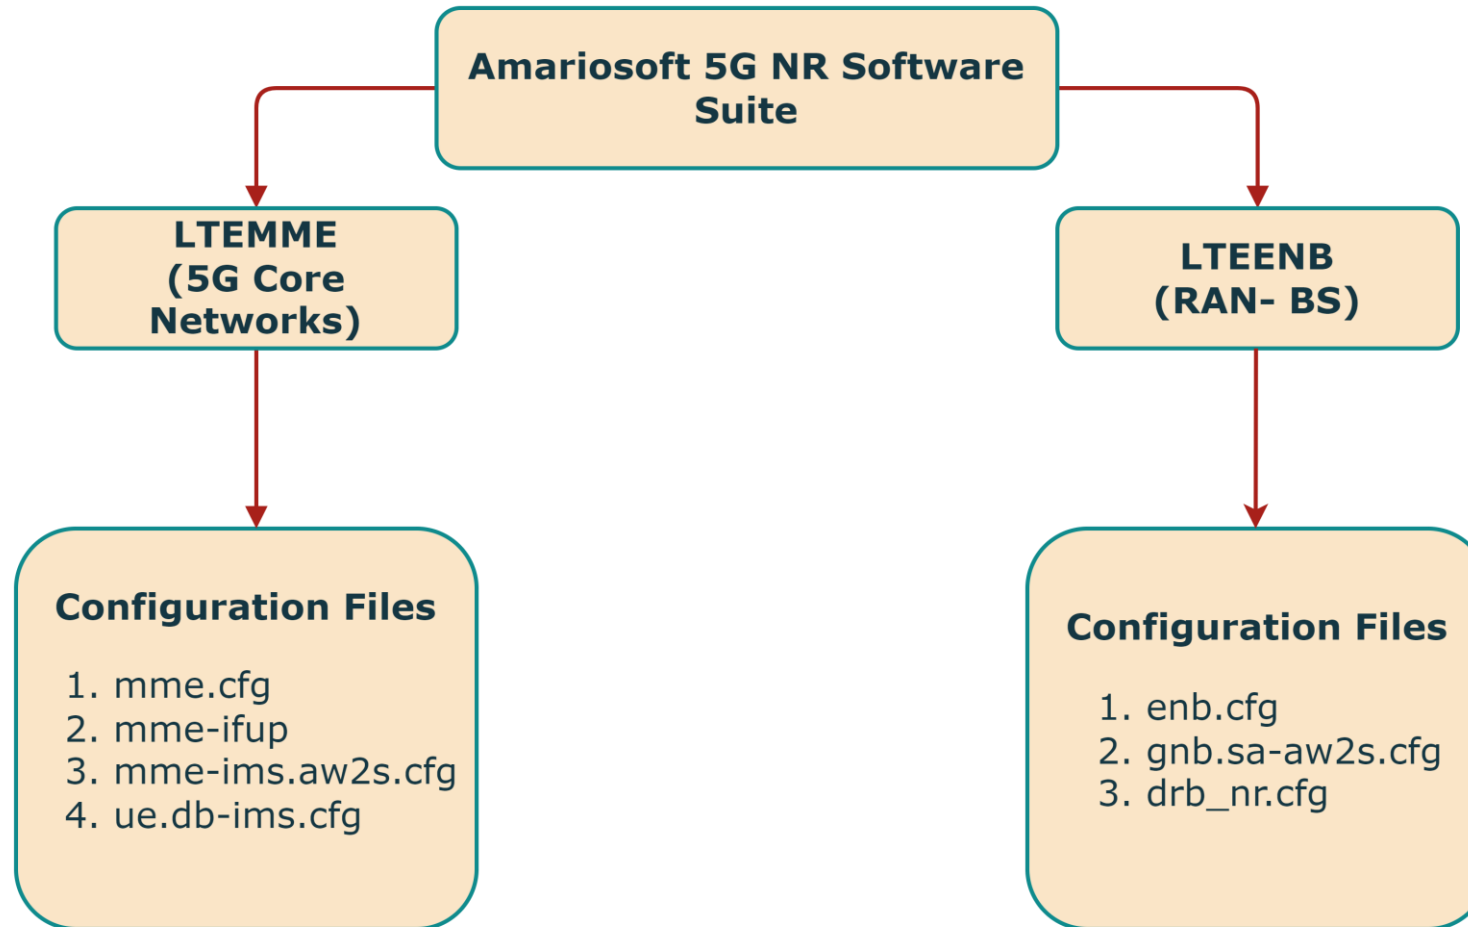 Amariosoft 5G NR Software
Suite
LTEMME
(5G Core
Networks)
LTEENB
(RAN- BS)
Configuration Files
1. mme.cfg
2. mme-ifup
3. mme-ims.aw2s.cfg
4. ue.db-ims.cfg
Configuration Files
1. enb.cfg
2. gnb.sa-aw2s.cfg
3. drb_nr.cfg